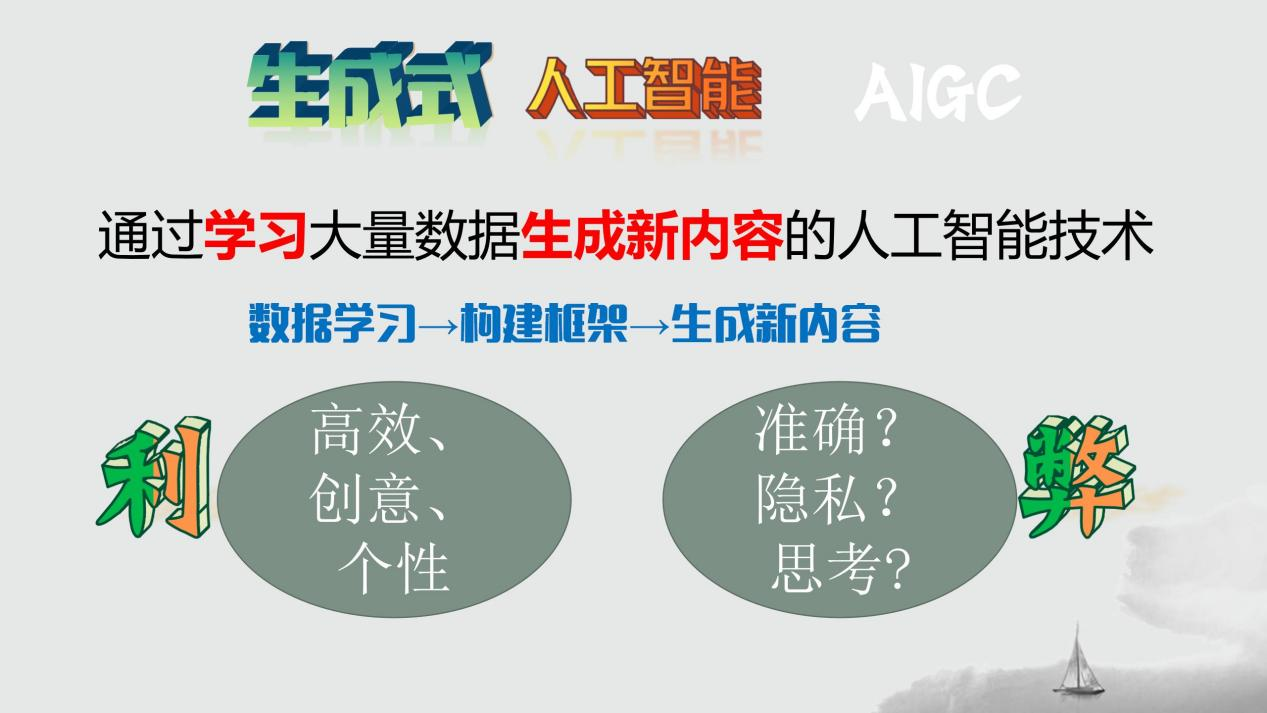 生成式 人工智能 AIGC
通过学习大量数据生成新内容的人工智能技术
数据学习→构建框架→生成新内容
利
高效、
创意、
个性
准确？
隐私？
思考?
弊